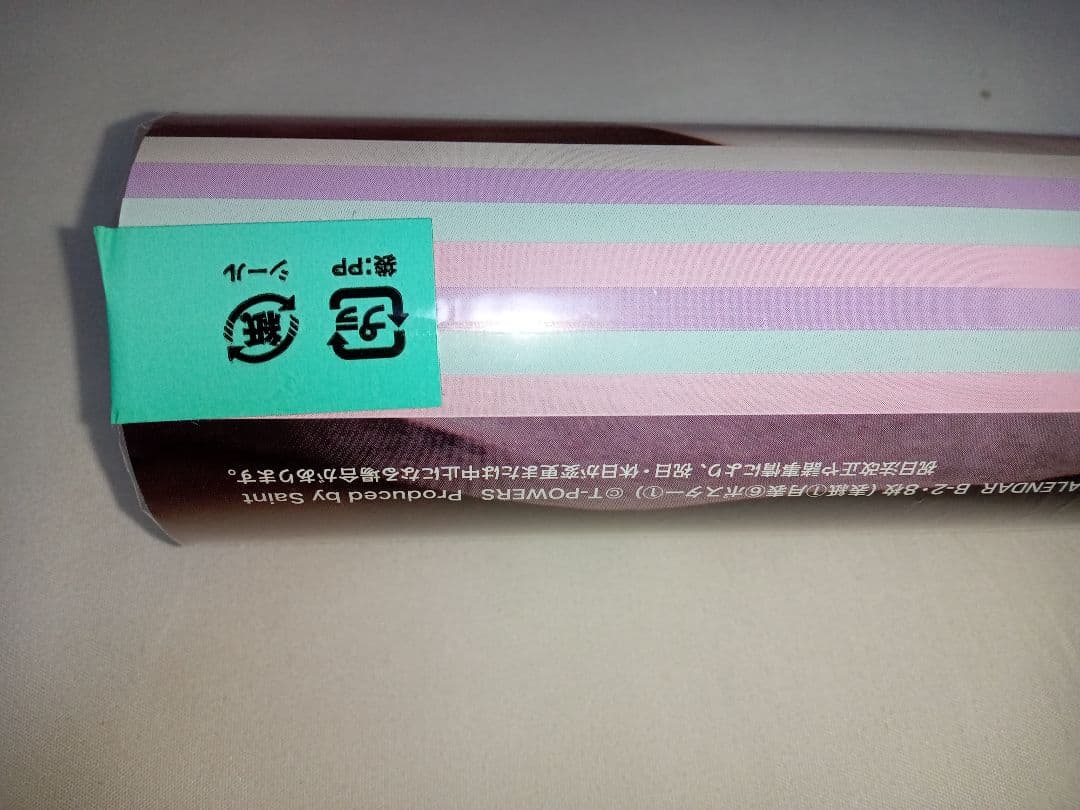 ALENDAR B-2・8枚（表紙①月表⑥ポスター①）©T-POWERS Produced by Saint
祝日法改正や諸事情により、祝日・休日が変更または中止になる場合があります。
袋:PP
シール
プラ
紙